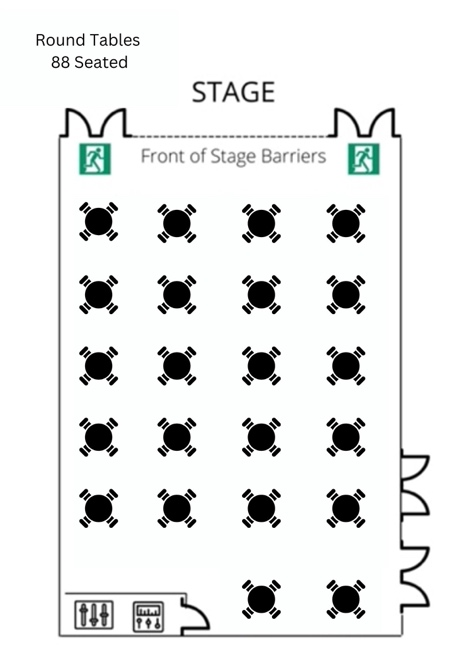 Round Tables
88 Seated
STAGE
Front of Stage Barriers